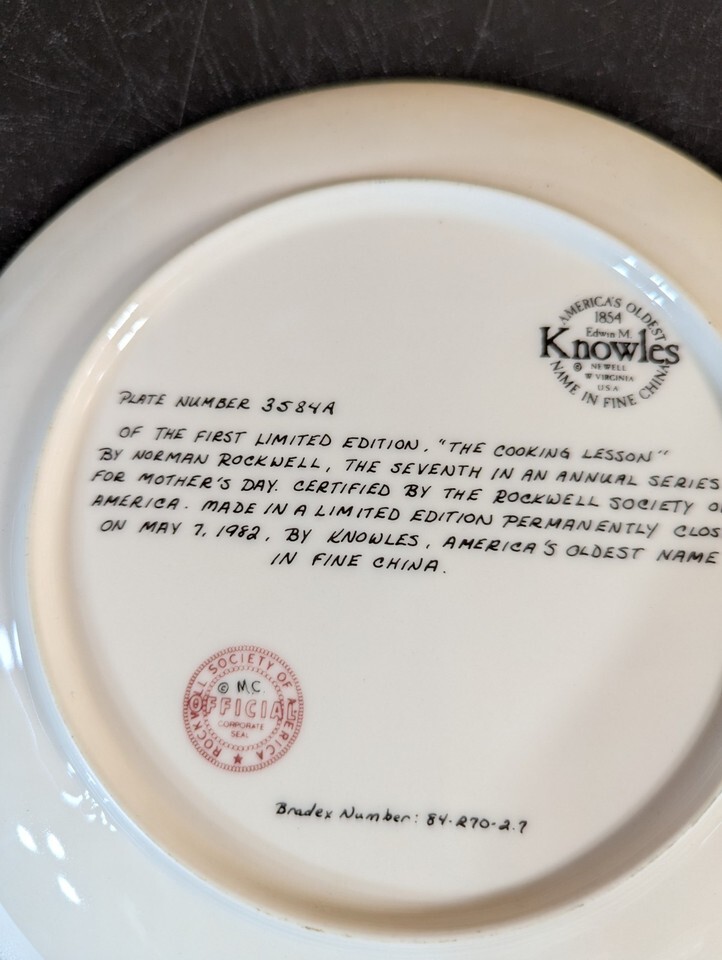 AMERICA'S OLDEST
1854
Edwin M.
Knowles
© NEWELL
W VIRGINIA
USA
NAME IN FINE CHINA
PLATE NUMBER 3584A
OF THE FIRST LIMITED EDITION, "THE COOKING LESSON"
BY NORMAN ROCKWELL, THE SEVENTH IN AN ANNUAL SERIES
FOR MOTHER'S DAY. CERTIFIED BY THE ROCKWELL SOCIETY
AMERICA. MADE IN A LIMITED EDITION PERMANENTLY CLOS
ON MAY 7, 1982, BY KNOWLES, AMERICA'S OLDEST NAME
IN FINE CHINA.
ROCKWELL SOCIETY OF AMERICA
© M.C.
OFFICIAL
CORPORATE
SEAL
Bradex Number: 84-R70-2.7